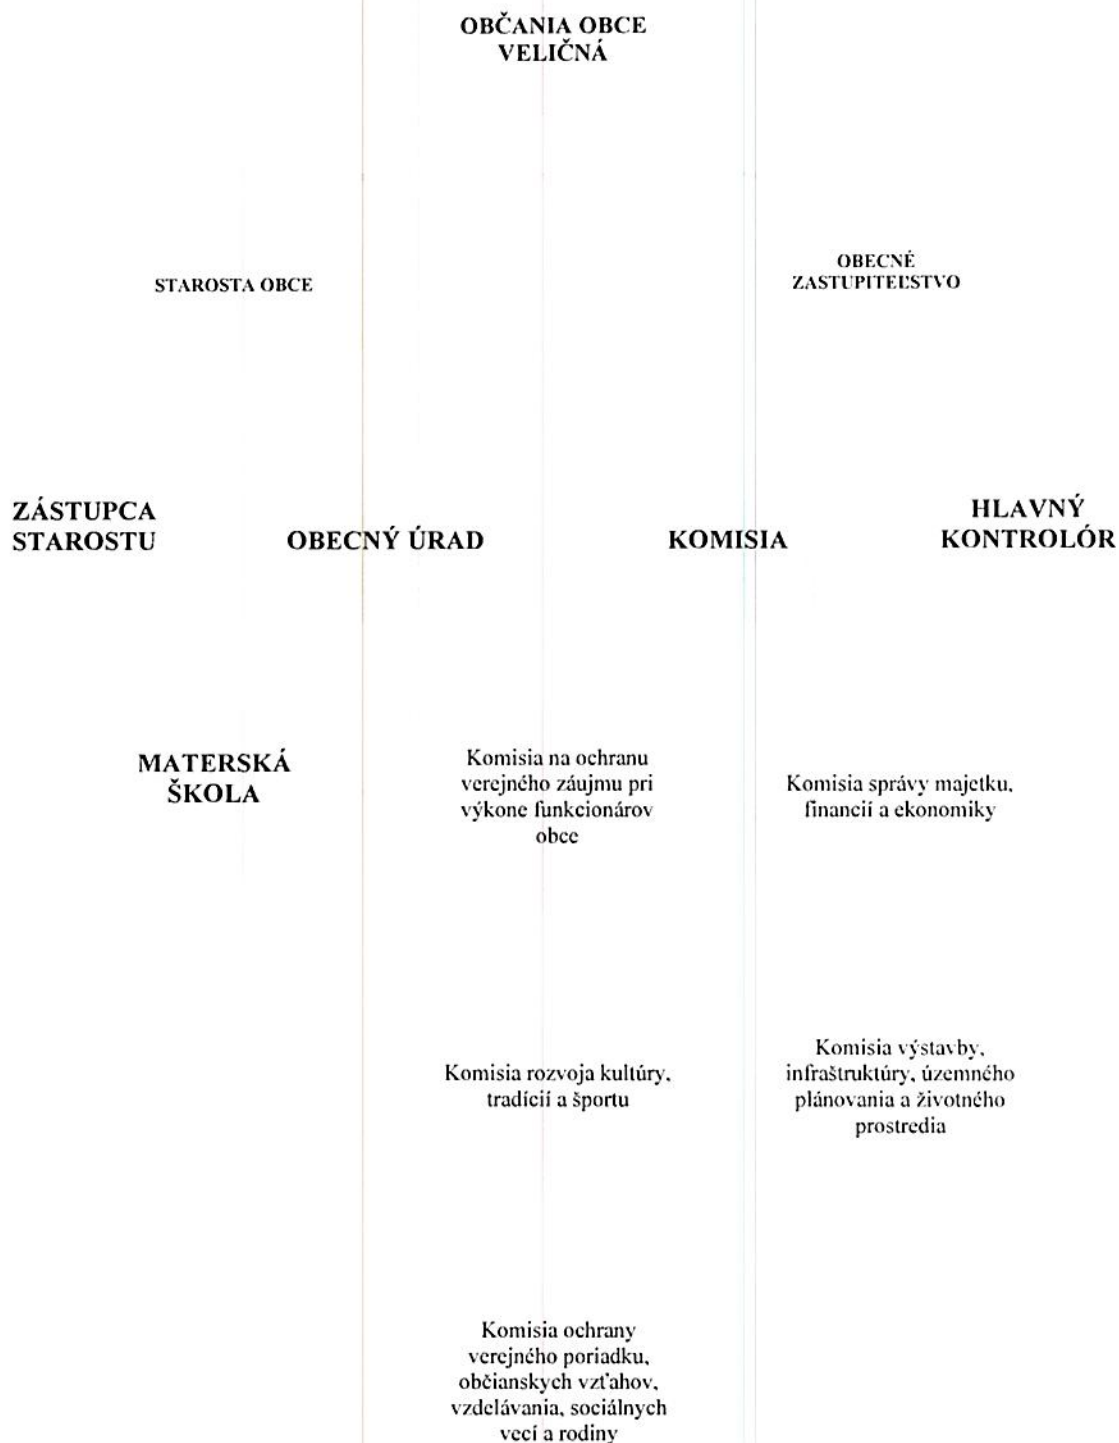 OBČANIA OBCE
VELIČNÁ
STAROSTA OBCE
OBECNÉ
ZASTUPITEĽSTVO
ZÁSTUPCA
STAROSTU
OBECNÝ ÚRAD
KOMISIA
HLAVNÝ
KONTROLÓR
MATERSKÁ
ŠKOLA
Komisia na ochranu
verejného záujmu pri
výkone funkcionárov
obce
Komisia správy majetku,
financií a ekonomiky
Komisia rozvoja kultúry,
tradícií a športu
Komisia výstavby,
infraštruktúry, územného
plánovania a životného
prostredia
Komisia ochrany
verejného poriadku,
občianskych vzťahov,
vzdelávania, sociálnych
vecí a rodiny